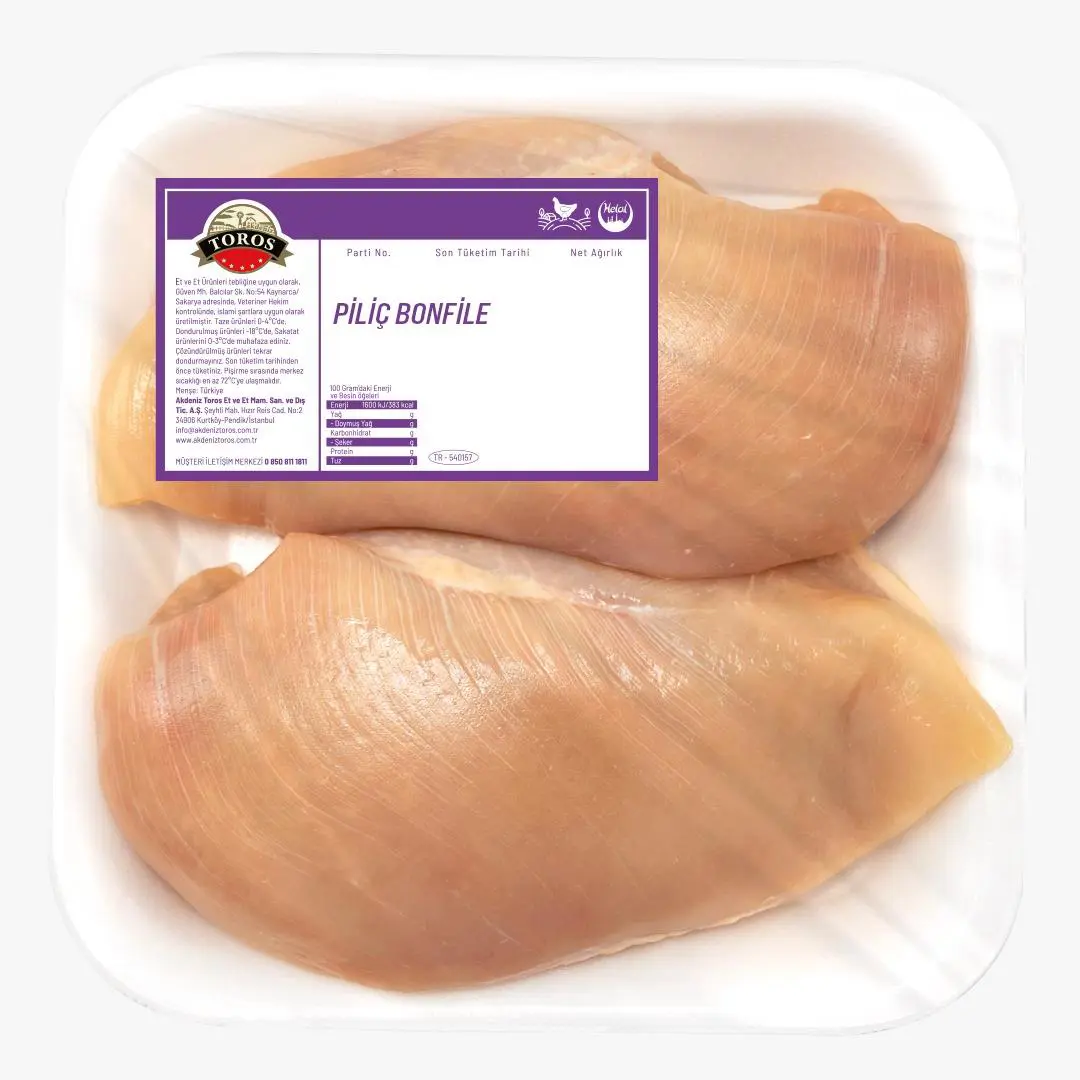 TOROS
Helal
Et ve Et Ürünleri tebliğine uygun olarak,
Güven Mh. Balcılar Sk. No:54 Kaynarca/
Sakarya adresinde, Veteriner Hekim
kontrolünde, islami şartlara uygun olarak
üretilmiştir. Taze ürünleri 0-4°C'de,
Dondurulmuş ürünleri -18°C'de, Sakatat
ürünlerini 0-3°C'de muhafaza ediniz.
Çözündürülmüş ürünleri tekrar
dondurmayınız. Son tüketim tarihinden
önce tüketiniz. Pişirme sırasında merkez
sıcaklığı en az 72°C'ye ulaşmalıdır.
Menşe: Türkiye
Akdeniz Toros Et ve Et Mam. San. ve Dış
Tic. A.Ş. Şeyhli Mah. Hızır Reis Cad. No:2
34906 Kurtköy-Pendik/İstanbul
info@akdeniztoros.com.tr
www.akdeniztoros.com.tr
MÜŞTERİ İLETİŞİM MERKEZİ 0 850 811 1811
Parti No. Son Tüketim Tarihi Net Ağırlık
PİLİÇ BONFİLE
100 Gram'daki Enerji
ve Besin öğeleri
Enerji 1600 kJ/383 kcal
Yağ g
- Doymuş Yağ g
Karbonhidrat g
- Şeker g
Protein g
Tuz g
TR - 540157